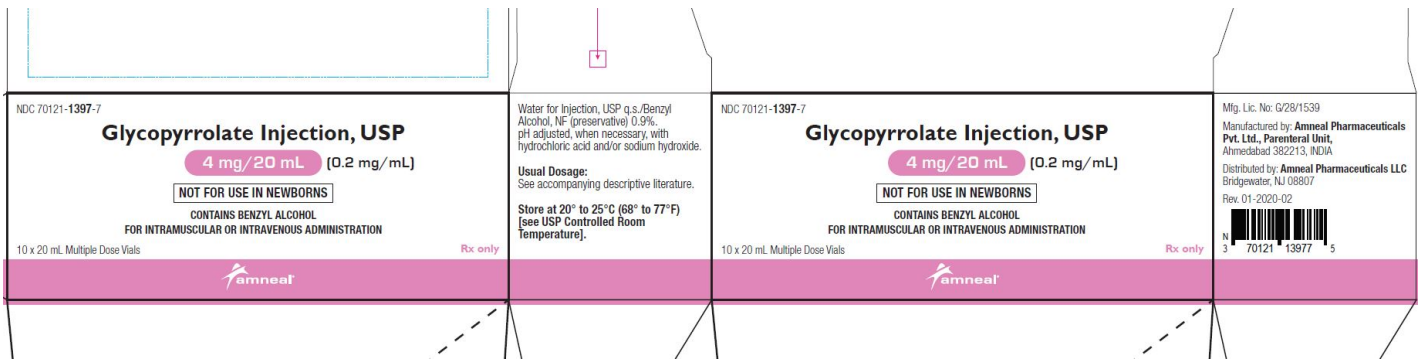 NDC 70121-1397-7
Glycopyrrolate Injection, USP
4 mg/20 mL (0.2 mg/mL)
NOT FOR USE IN NEWBORNS
CONTAINS BENZYL ALCOHOL
FOR INTRAMUSCULAR OR INTRAVENOUS ADMINISTRATION
10 x 20 mL Multiple Dose Vials
Rx only
amneal
Water for Injection, USP q.s./Benzyl
Alcohol, NF (preservative) 0.9%.
pH adjusted, when necessary, with
hydrochloric acid and/or sodium hydroxide.
Usual Dosage:
See accompanying descriptive literature.
Store at 20° to 25°C (68° to 77°F)
[see USP Controlled Room
Temperature].
NDC 70121-1397-7
Glycopyrrolate Injection, USP
4 mg/20 mL (0.2 mg/mL)
NOT FOR USE IN NEWBORNS
CONTAINS BENZYL ALCOHOL
FOR INTRAMUSCULAR OR INTRAVENOUS ADMINISTRATION
10 x 20 mL Multiple Dose Vials
Rx only
amneal
Mfg. Lic. No: G/28/1539
Manufactured by: Amneal Pharmaceuticals
Pvt. Ltd., Parenteral Unit,
Ahmedabad 382213, INDIA
Distributed by: Amneal Pharmaceuticals LLC
Bridgewater, NJ 08807
Rev. 01-2020-02
N
3 70121 13977 5